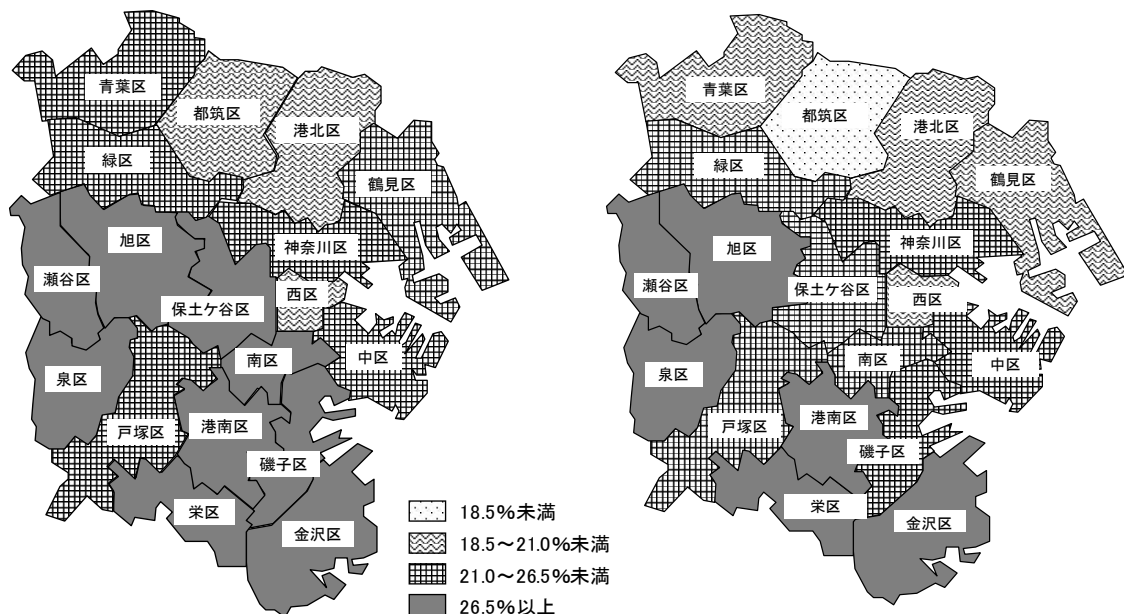 青葉区
都筑区
港北区
緑区
鶴見区
旭区
神奈川区
瀬谷区
西区
保土ケ谷区
南区
中区
泉区
港南区
戸塚区
磯子区
栄区
金沢区
18.5%未満
18.5～21.0%未満
21.0～26.5%未満
26.5%以上
青葉区
都筑区
港北区
緑区
鶴見区
旭区
神奈川区
瀬谷区
保土ケ谷区
西区
南区
中区
泉区
港南区
戸塚区
磯子区
栄区
金沢区